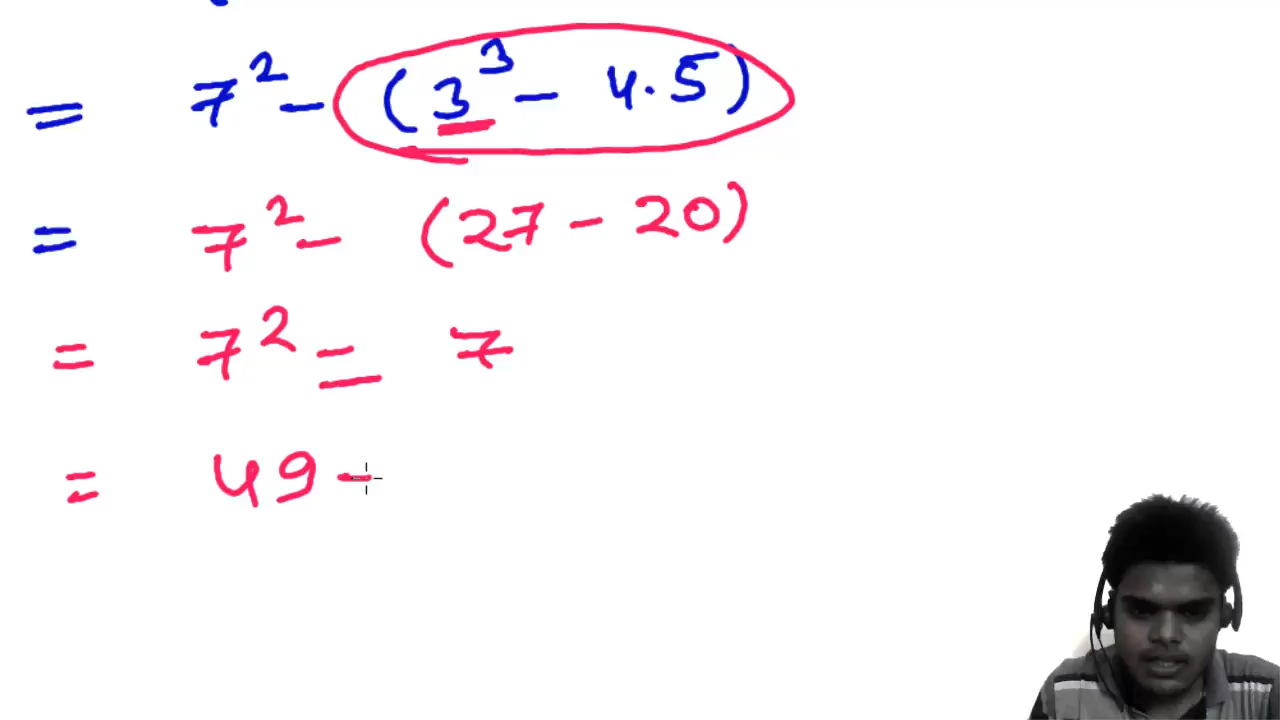 = 7² - (3³ - 4.5)
= 7² - (27 - 20)
= 7² - 7
= 49 -